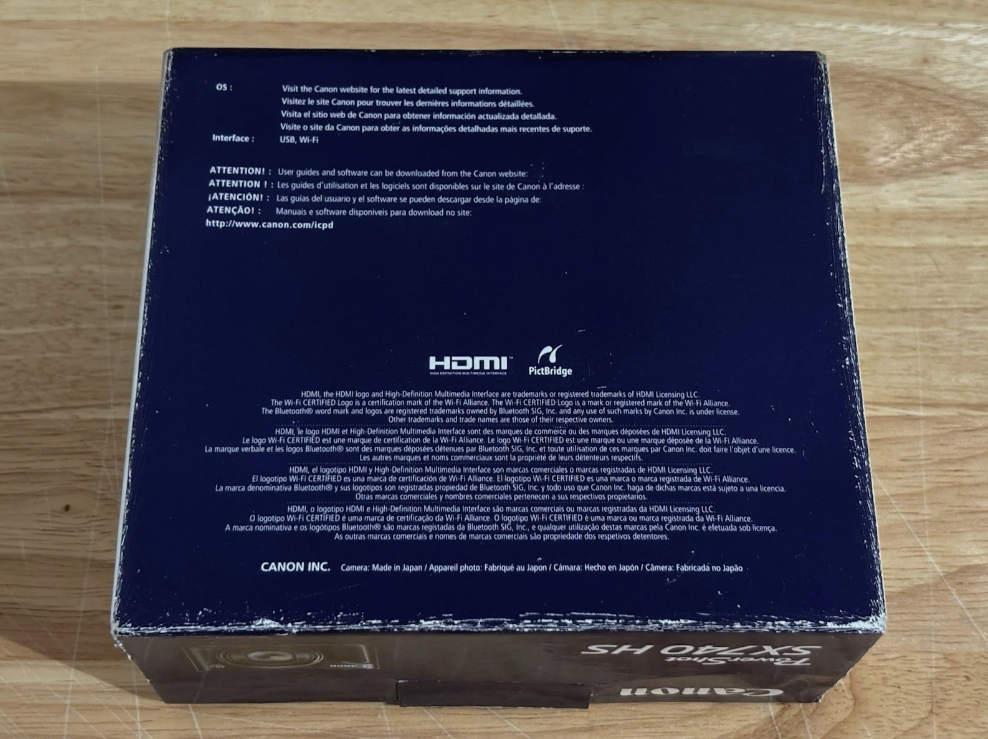 OS : Visit the Canon website for the latest detailed support information.
Visitez le site Canon pour trouver les dernières informations détaillées.
Visita el sitio web de Canon para obtener información actualizada detallada.
Visite o site da Canon para obter as informações detalhadas mais recentes de suporte.
Interface : USB, Wi-Fi
ATTENTION! : User guides and software can be downloaded from the Canon website:
ATTENTION ! : Les guides d'utilisation et les logiciels sont disponibles sur le site de Canon à l'adresse :
¡ATENCIÓN! : Las guías del usuario y el software se pueden descargar desde la página de:
ATENÇÃO! : Manuais e software disponíveis para download no site:
http://www.canon.com/icpd
HDMI™ PictBridge
HIGH DEFINITION MULTIMEDIA INTERFACE
HDMI, the HDMI logo and High-Definition Multimedia Interface are trademarks or registered trademarks of HDMI Licensing LLC.
The Wi-Fi CERTIFIED Logo is a certification mark of the Wi-Fi Alliance. The Wi-Fi CERTIFIED Logo is a mark or registered mark of the Wi-Fi Alliance.
The Bluetooth® word mark and logos are registered trademarks owned by Bluetooth SIG, Inc. and any use of such marks by Canon Inc. is under license.
Other trademarks and trade names are those of their respective owners.
HDMI, le logo HDMI et High-Definition Multimedia Interface sont des marques de commerce ou des marques déposées de HDMI Licensing LLC.
Le logo Wi-Fi CERTIFIED est une marque de certification de la Wi-Fi Alliance. Le logo Wi-Fi CERTIFIED est une marque ou une marque déposée de la Wi-Fi Alliance.
La marque verbale et les logos Bluetooth® sont des marques déposées détenues par Bluetooth SIG, Inc. et toute utilisation de ces marques par Canon Inc. doit faire l'objet d'une licence.
Les autres marques et noms commerciaux sont la propriété de leurs détenteurs respectifs.
HDMI, el logotipo HDMI y High-Definition Multimedia Interface son marcas comerciales o marcas registradas de HDMI Licensing LLC.
El logotipo Wi-Fi CERTIFIED es una marca de certificación de Wi-Fi Alliance. El logotipo Wi-Fi CERTIFIED es una marca o marca registrada de Wi-Fi Alliance.
La marca denominativa Bluetooth® y sus logotipos son registradas propiedad de Bluetooth SIG, Inc. y todo uso que Canon Inc. haga de dichas marcas está sujeto a una licencia.
Otras marcas comerciales y nombres comerciales pertenecen a sus respectivos propietarios.
HDMI, o logotipo HDMI e High-Definition Multimedia Interface são marcas comerciais ou marcas registradas da HDMI Licensing LLC.
O logotipo Wi-Fi CERTIFIED é uma marca de certificação da Wi-Fi Alliance. O logotipo Wi-Fi CERTIFIED é uma marca ou marca registrada da Wi-Fi Alliance.
A marca nominativa e os logótipos Bluetooth® são marcas registadas da Bluetooth SIG, Inc., e qualquer utilização destas marcas pela Canon Inc. é efetuada sob licença.
As outras marcas comerciais e nomes de marcas comerciais são propriedade dos respetivos detentores.
CANON INC. Camera: Made in Japan / Appareil photo: Fabriqué au Japon / Cámara: Hecho en Japón / Câmera: Fabricada no Japão
Canon
PowerShot
SX740 HS
Canon